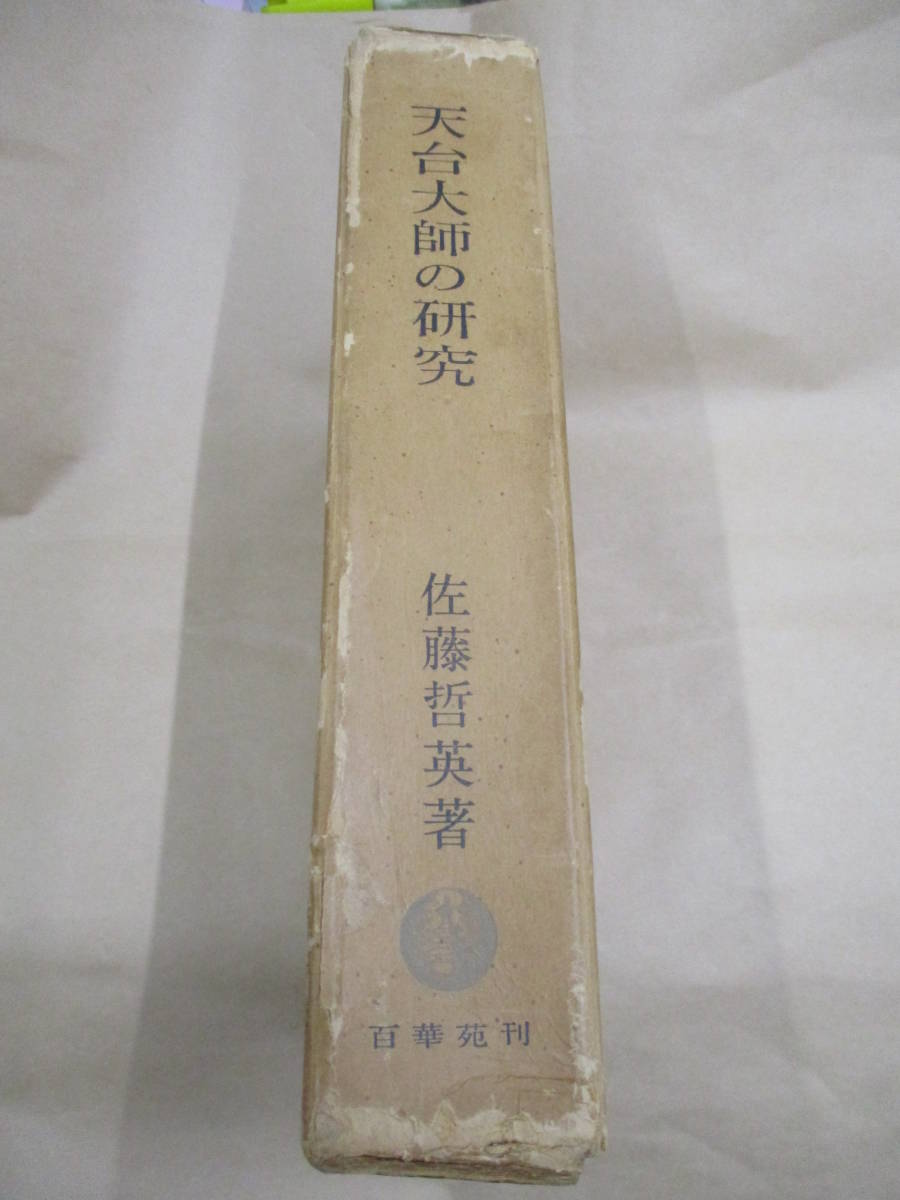 天台大師の研究
佐藤哲英著
百華苑刊